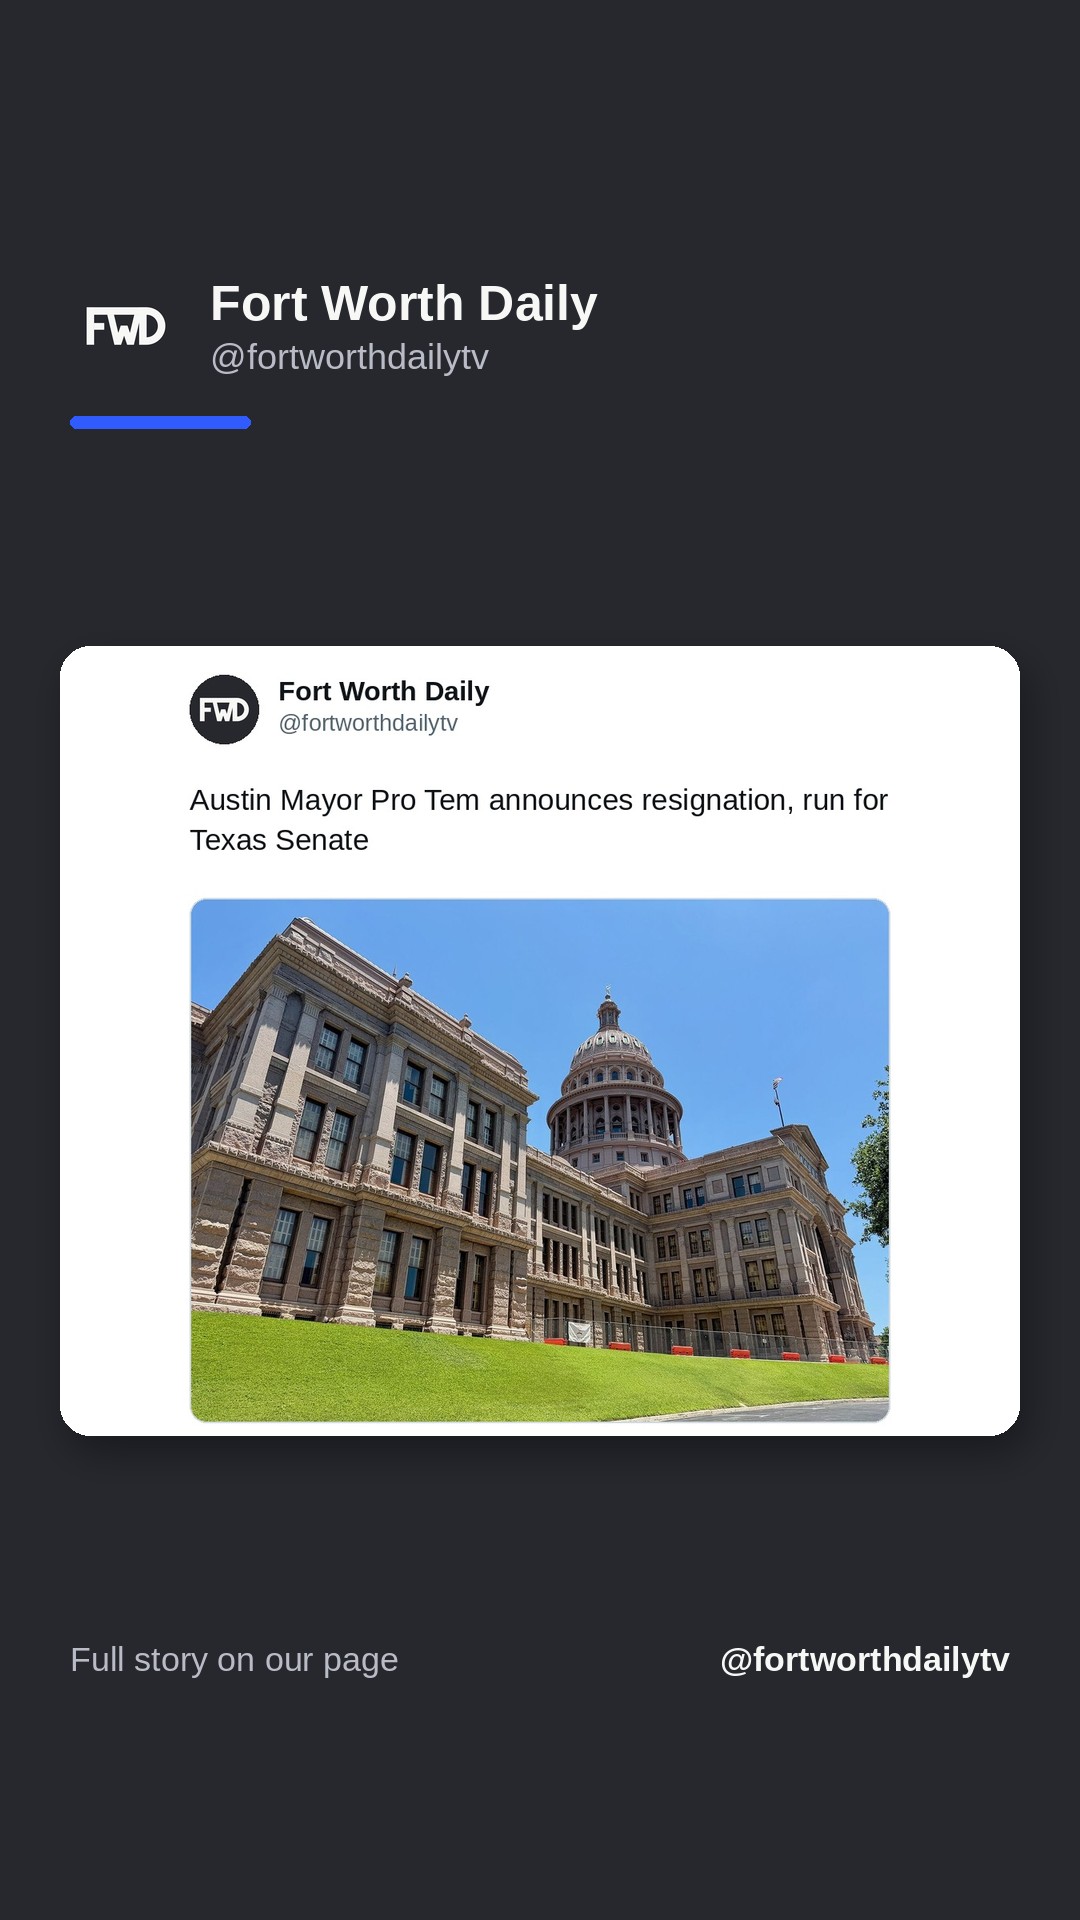 FWD
Fort Worth Daily
@fortworthdailytv
FWD
Fort Worth Daily
@fortworthdailytv
Austin Mayor Pro Tem announces resignation, run for
Texas Senate
Full story on our page
@fortworthdailytv